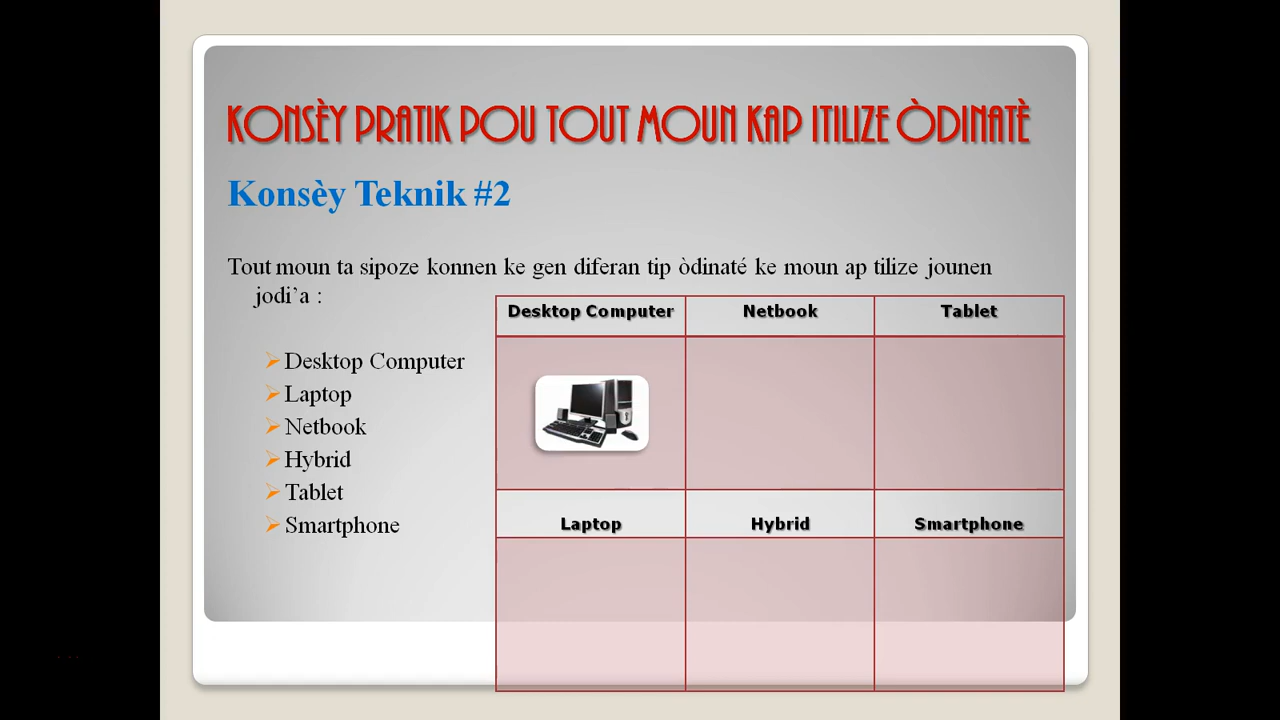 KONSÈY PRATIK POU TOUT MOUN KAP ITILIZE ÒDINATÈ
Konsèy Teknik #2
Tout moun ta sipoze konnen ke gen diferan tip òdinaté ke moun ap tilize jounen
jodi’a :
Desktop Computer
Laptop
Netbook
Hybrid
Tablet
Smartphone
Desktop Computer Netbook Tablet
Laptop Hybrid Smartphone